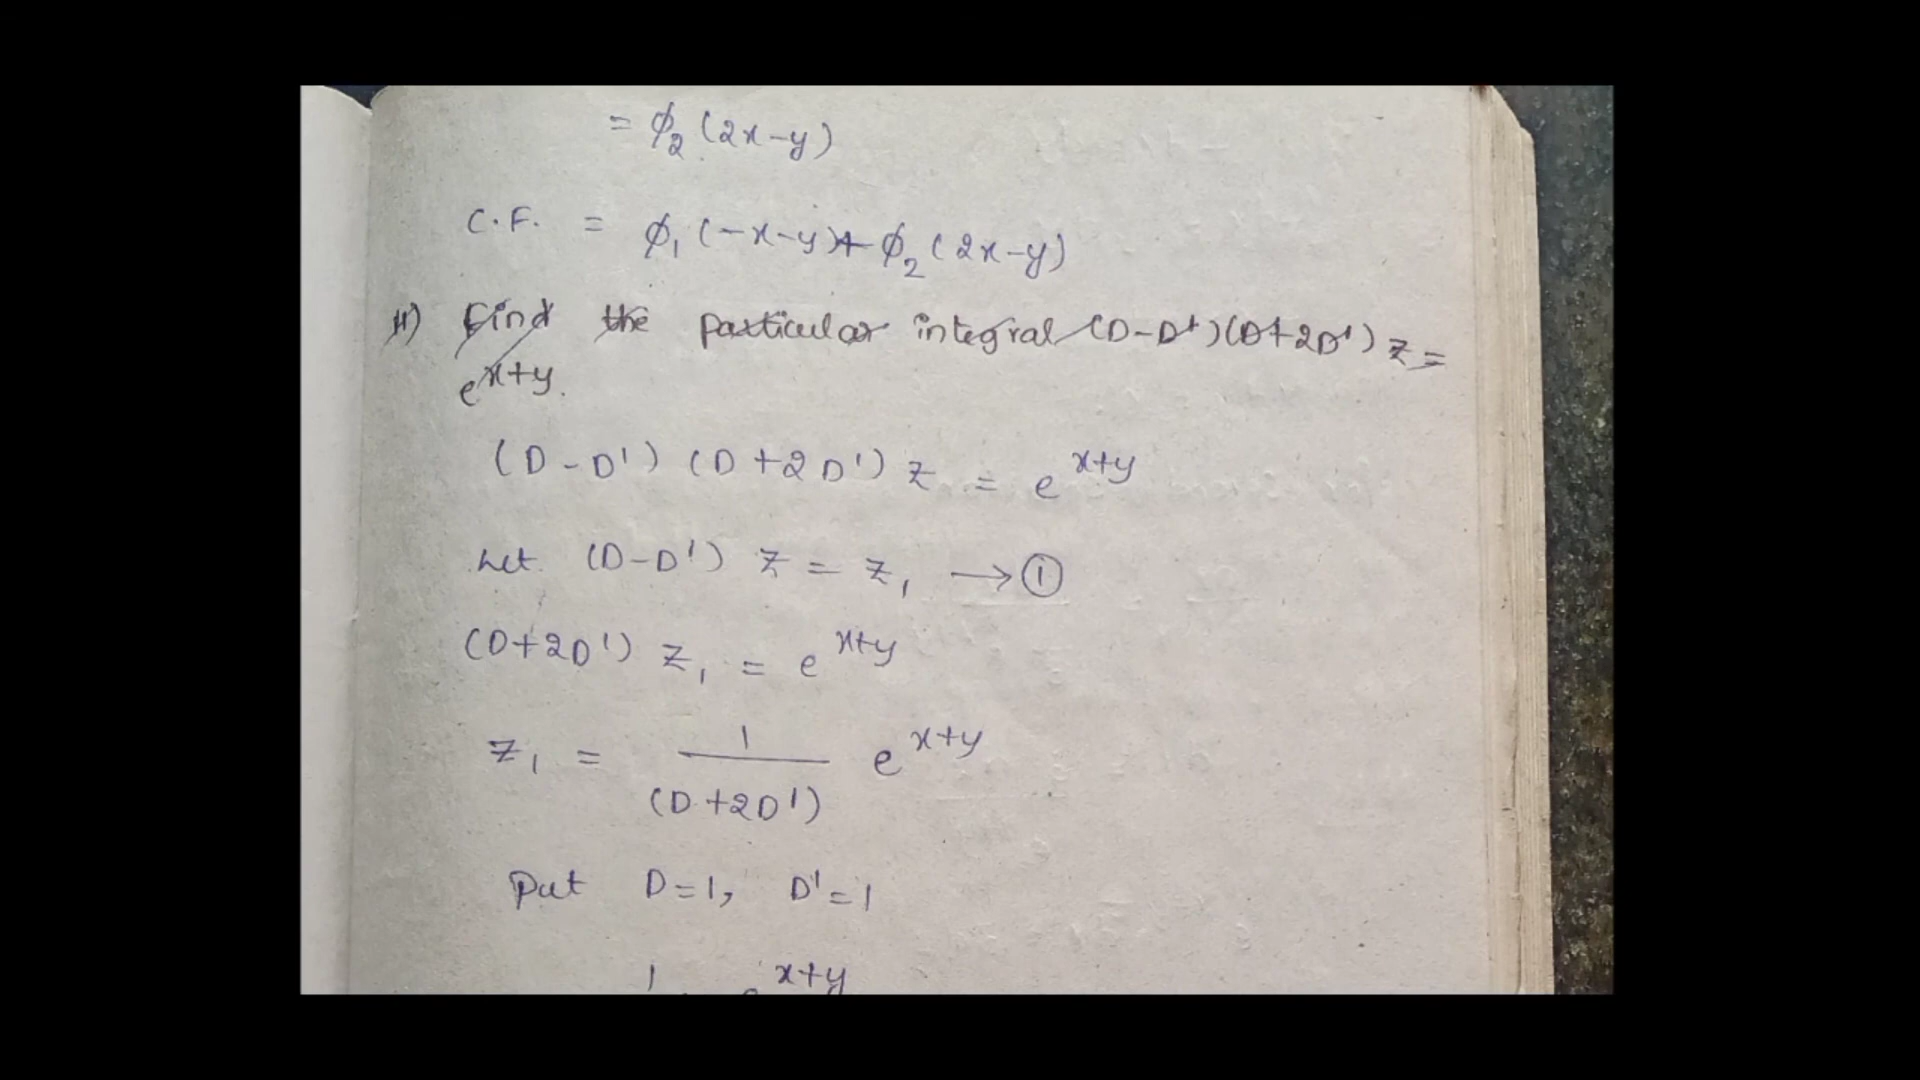 = ϕ₂ (2x-y)
C.F. = ϕ₁ (-x-y) + ϕ₂ (2x-y)
11) Find the particular integral (D-D')(D+2D') z =
e^x+y.
(D-D') (D+2D') z = e^x+y
Let (D-D') z = z₁ → ①
(D+2D') z₁ = e^x+y
z₁ = 1/(D+2D') e^x+y
Put D=1, D'=1
1 e^x+y